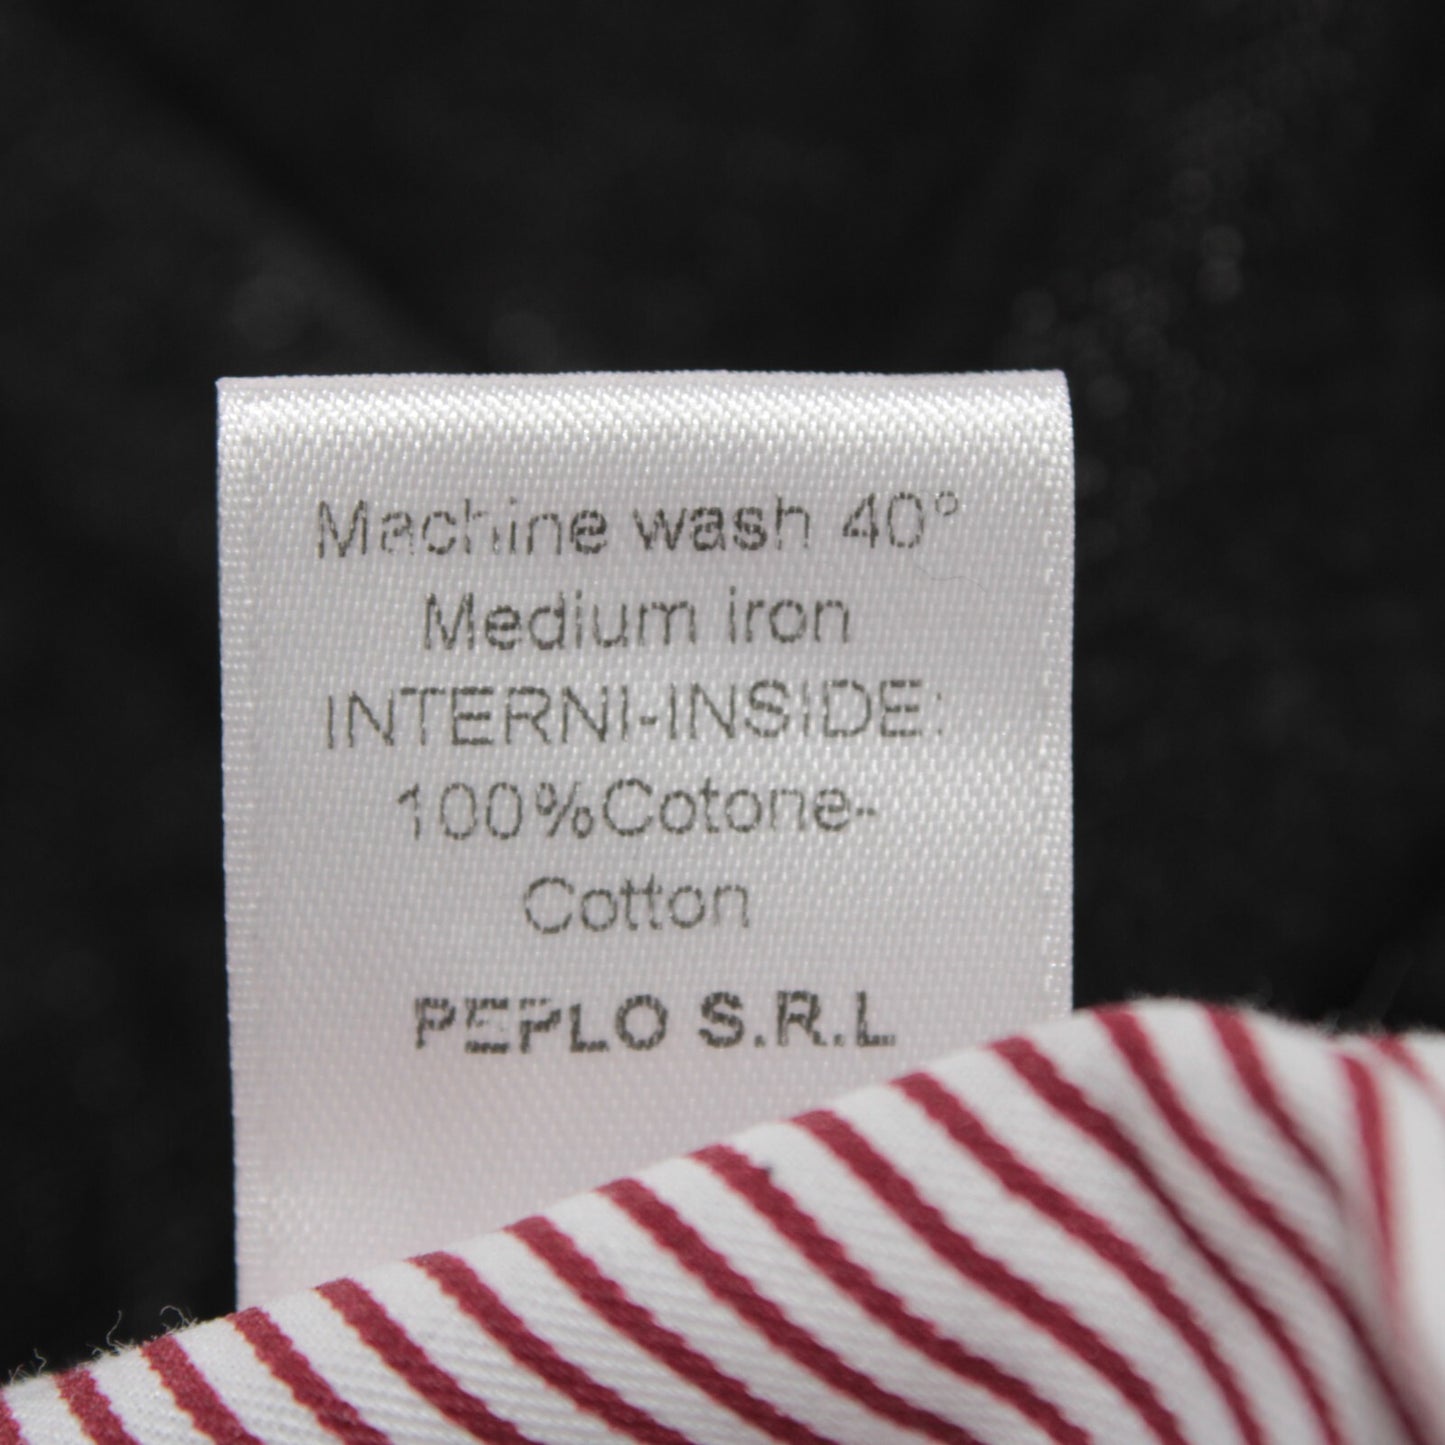 Machine wash 40°
Medium iron
INTERNI-INSIDE:
100%Cotone-
Cotton
PEPLO S.R.L